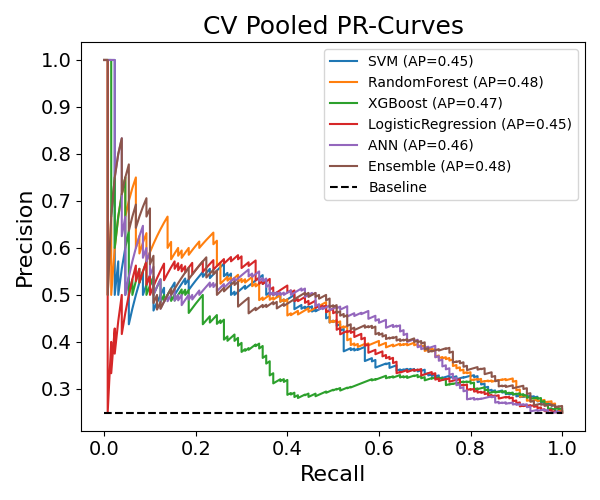 CV Pooled PR-Curves
Precision
1.0
0.9
0.8
0.7
0.6
0.5
0.4
0.3
SVM (AP=0.45)
RandomForest (AP=0.48)
XGBoost (AP=0.47)
LogisticRegression (AP=0.45)
ANN (AP=0.46)
Ensemble (AP=0.48)
Baseline
0.0 0.2 0.4 0.6 0.8 1.0
Recall